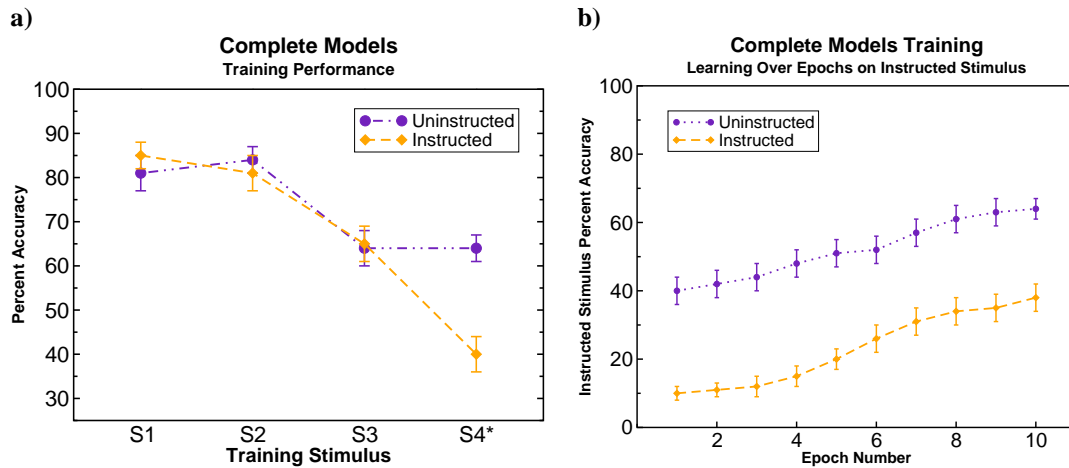 a)
Complete Models
Training Performance
Percent Accuracy
100
90
80
70
60
50
40
30
Uninstructed
Instructed
S1 S2 S3 S4*
Training Stimulus
b)
Complete Models Training
Learning Over Epochs on Instructed Stimulus
Instructed Stimulus Percent Accuracy
100
80
60
40
20
0
Uninstructed
Instructed
2 4 6 8 10
Epoch Number